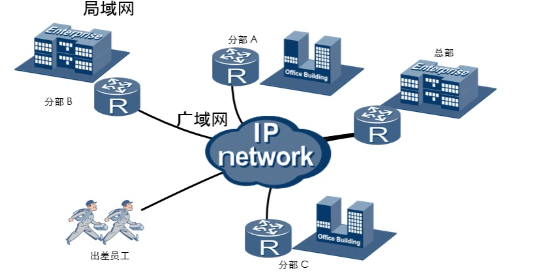 局域网
分部 A
总部
Enterprise
Office Building
Enterprise
R
分部 B
R
广域网
R
IP
network
出差员工
R
Office Building
分部 C